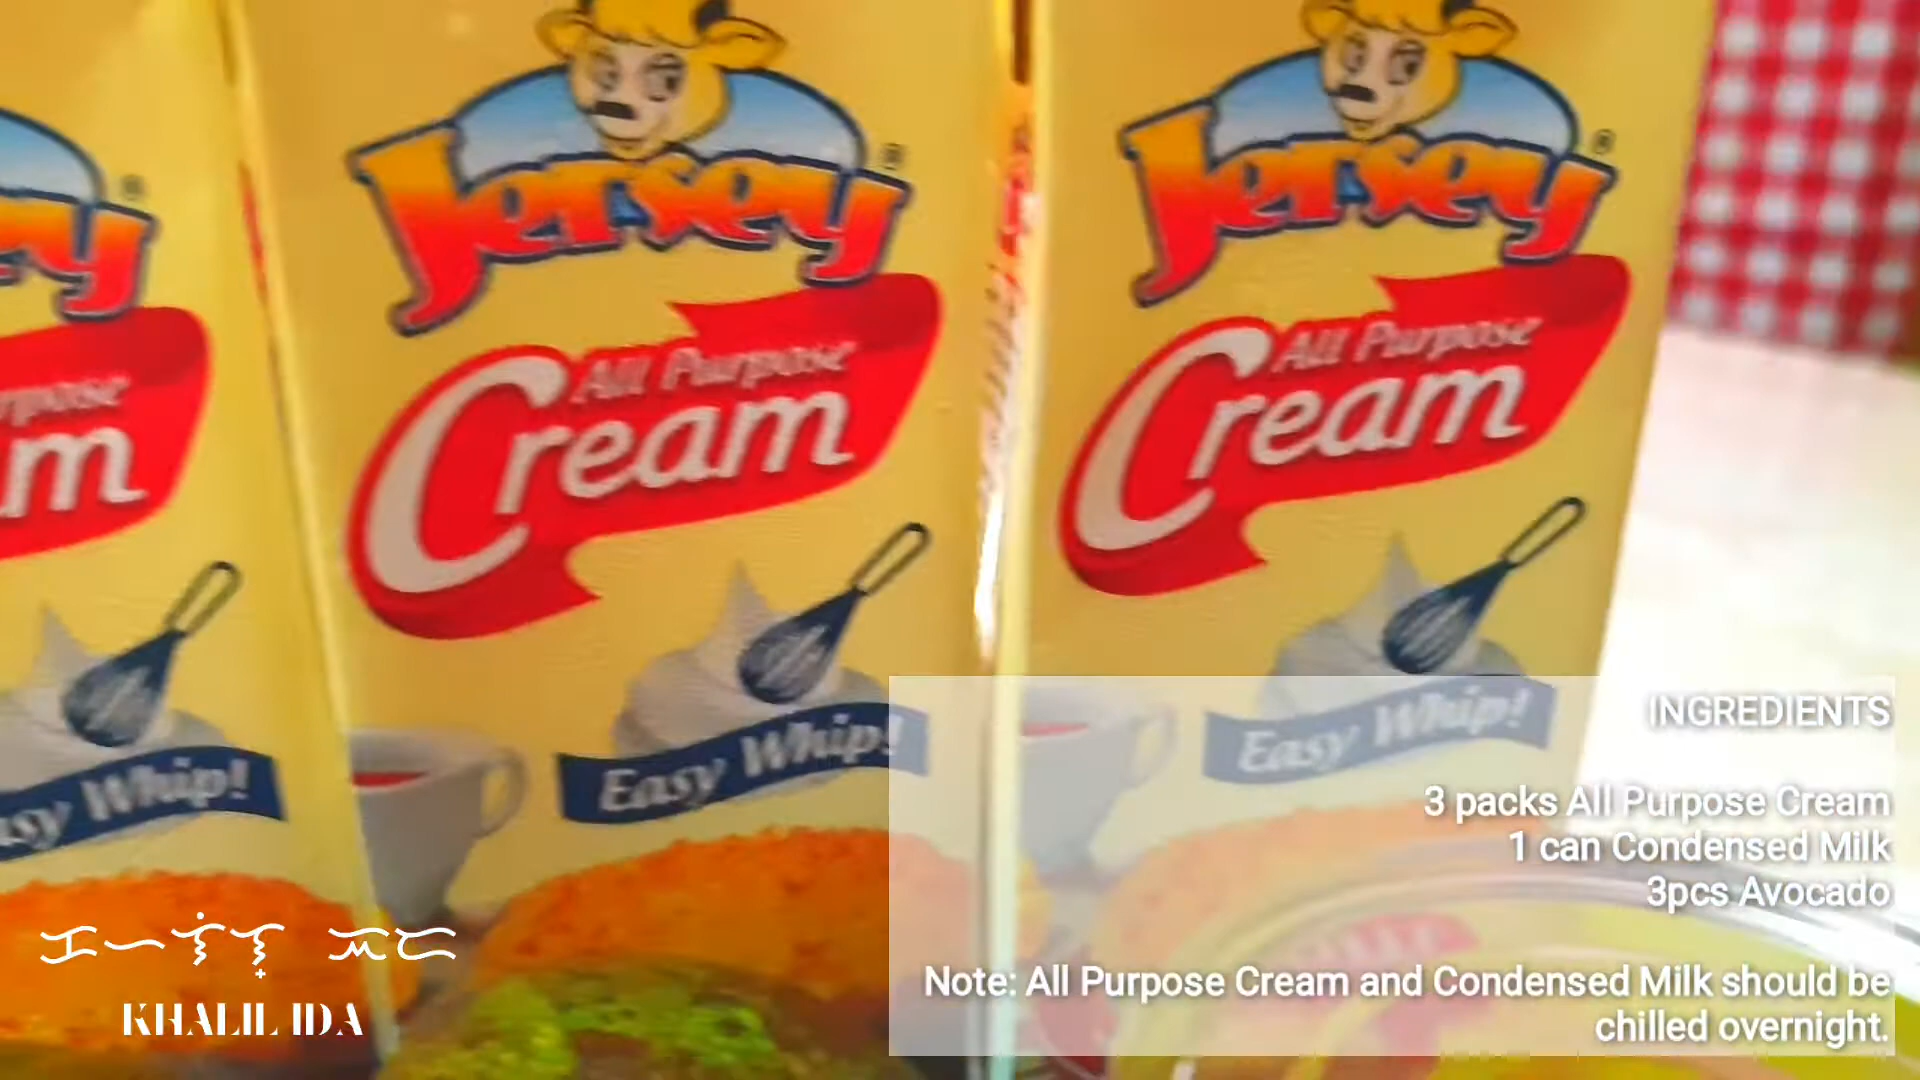 Jersey
All Purpose
Cream
Easy Whip!
Jersey
All Purpose
Cream
Easy Whip!
m
Whip!
INGREDIENTS
3 packs All Purpose Cream
1 can Condensed Milk
3pcs Avocado
Note: All Purpose Cream and Condensed Milk should be
chilled overnight.
KHALIL IDA